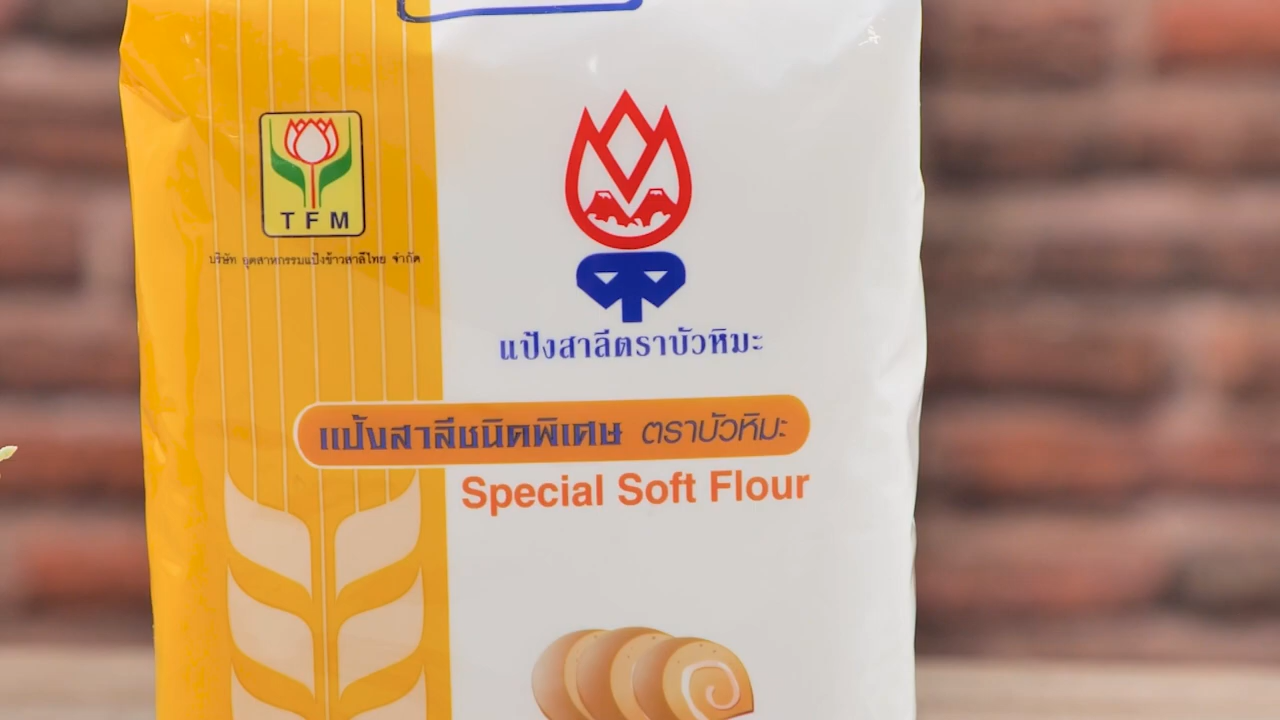 TFM
บริษัท อุตสาหกรรมแป้งข้าวสาลีไทย จำกัด
แป้งสาลีตราบัวหิมะ
แป้งสาลีชนิดพิเศษ ตราบัวหิมะ
Special Soft Flour